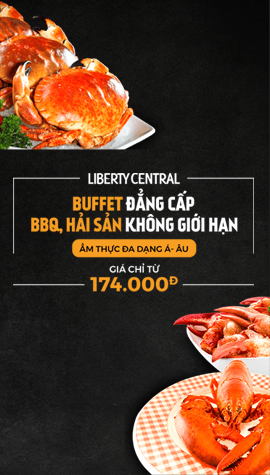 LIBERTY CENTRAL
BUFFET ĐẲNG CẤP
BBQ, HẢI SẢN KHÔNG GIỚI HẠN
ẨM THỰC ĐA DẠNG Á- ÂU
GIÁ CHỈ TỪ
174.000Đ